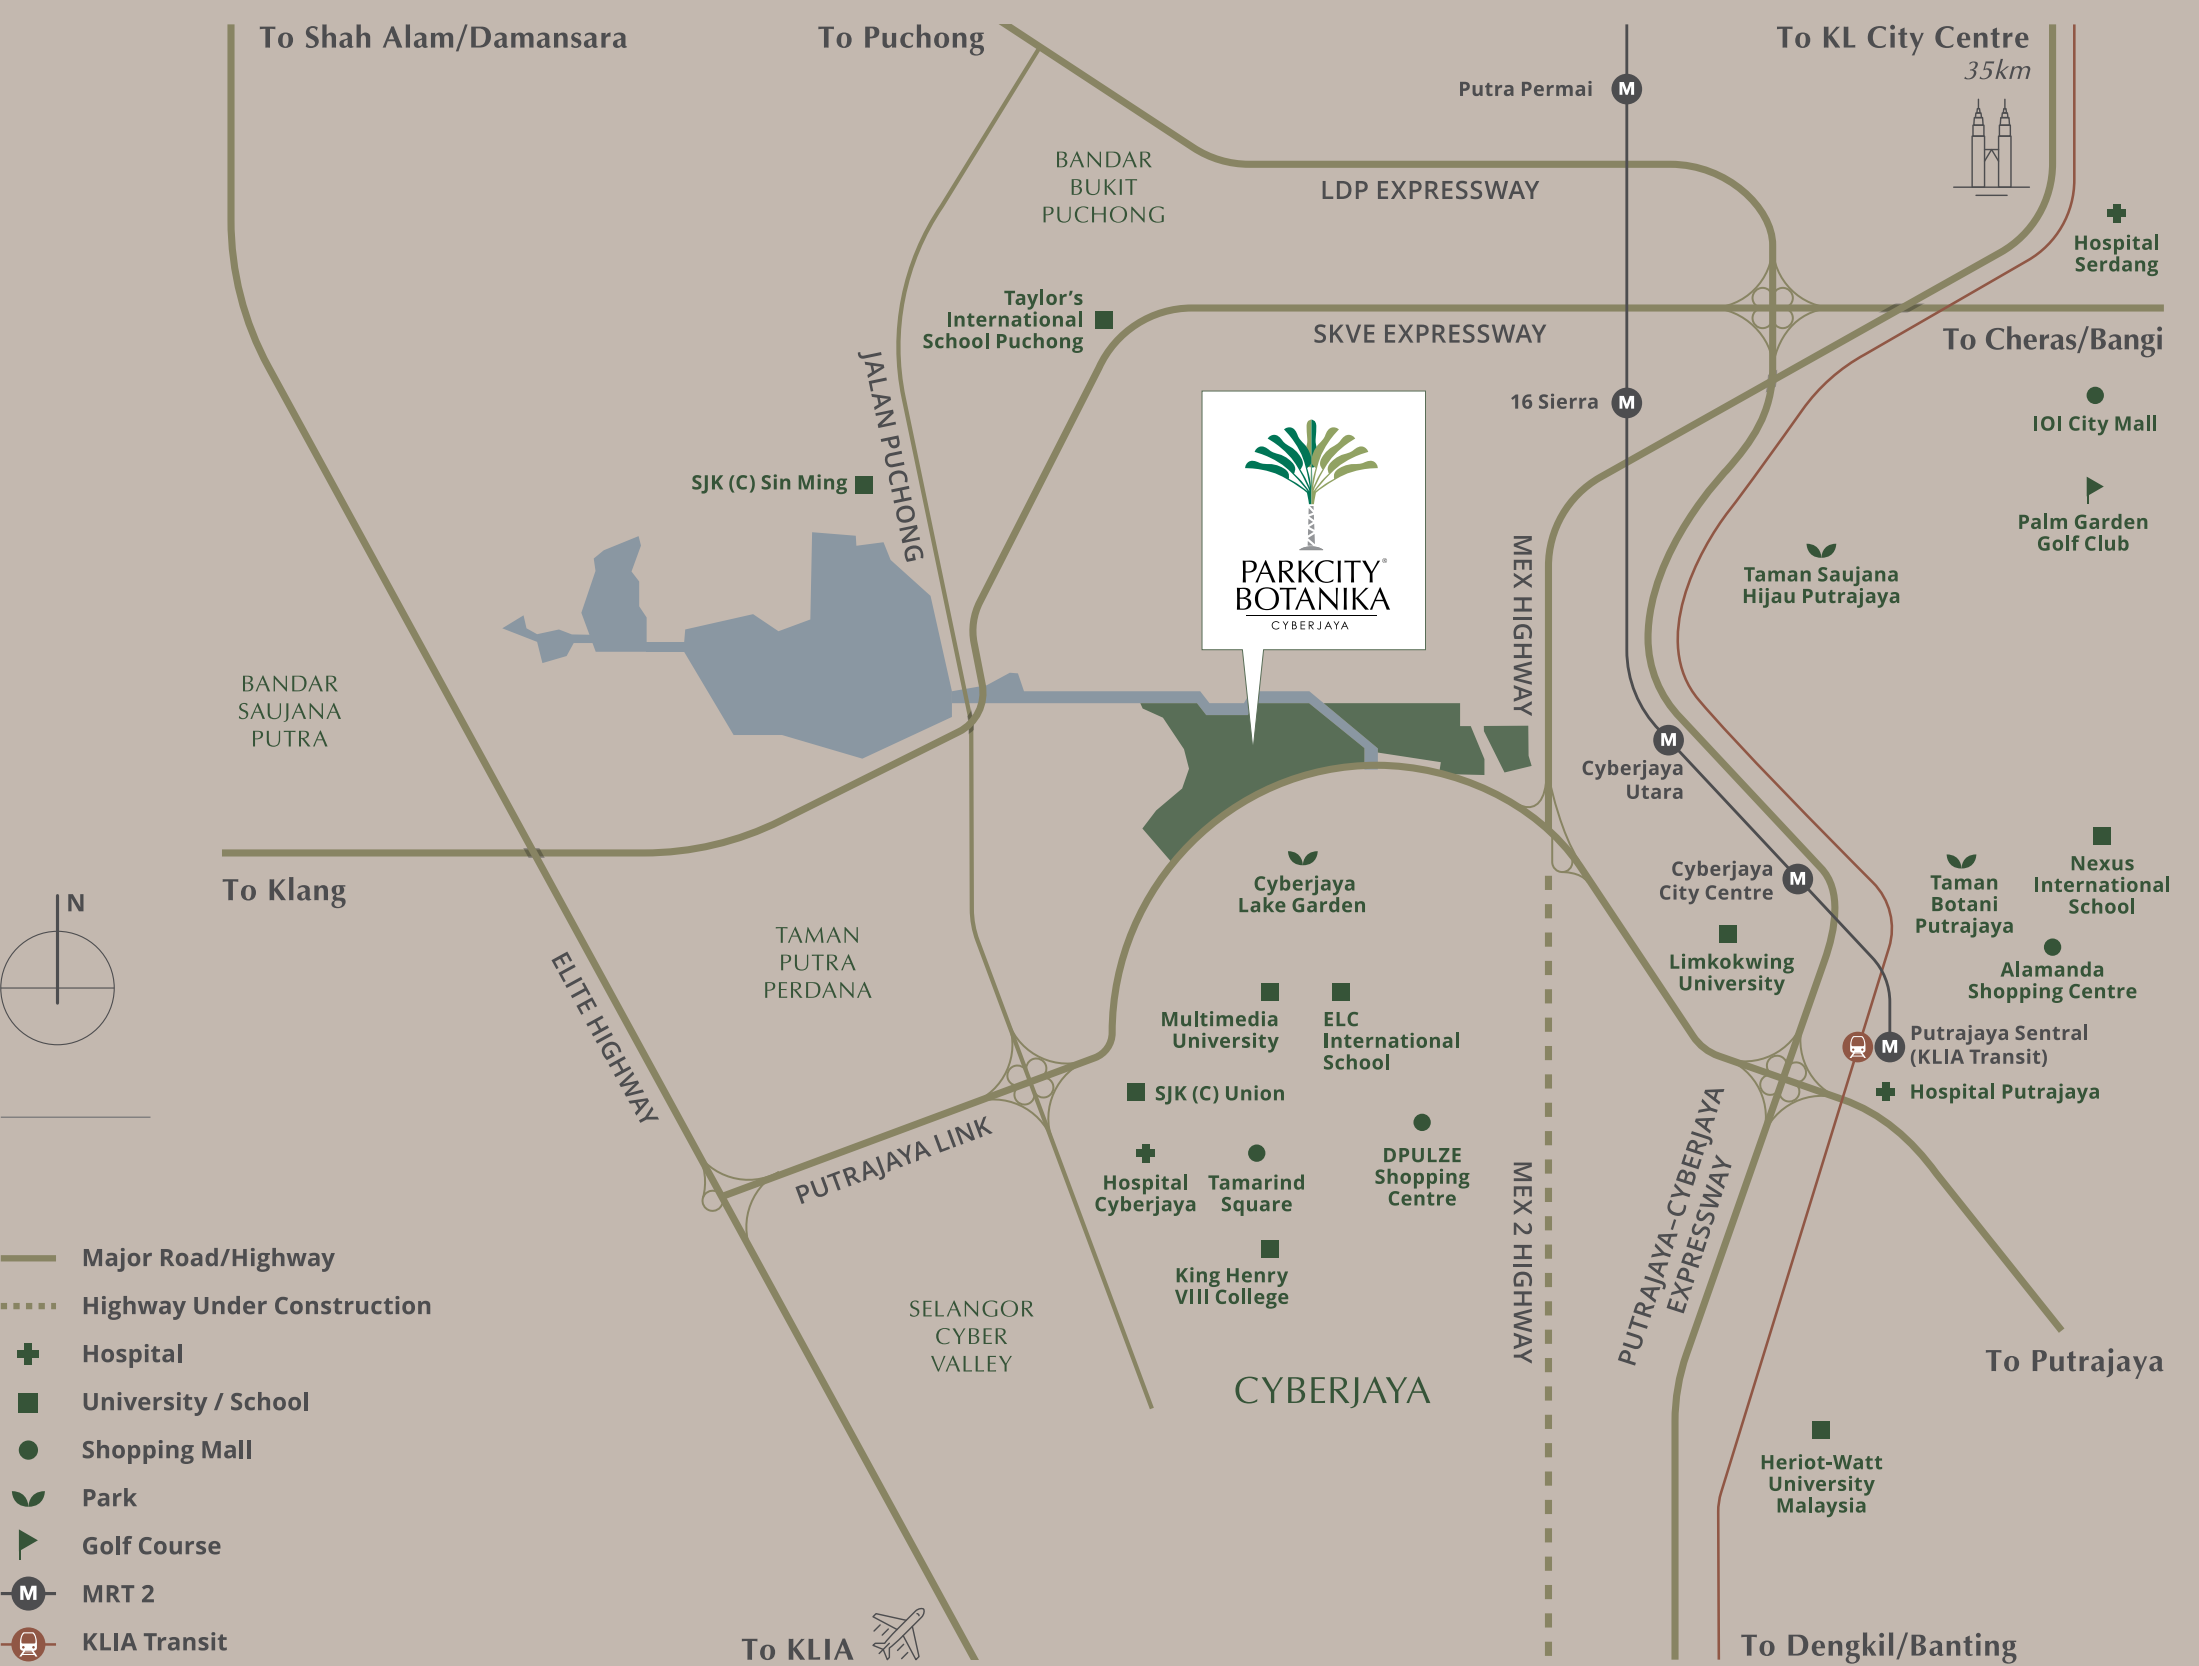 To Shah Alam/Damansara
To Puchong
To KL City Centre
35km
Putra Permai
M
BANDAR
BUKIT
PUCHONG
LDP EXPRESSWAY
Hospital
Serdang
Taylor's
International
School Puchong
SKVE EXPRESSWAY
To Cheras/Bangi
JALAN PUCHONG
16 Sierra
M
IOI City Mall
SJK (C) Sin Ming
Palm Garden
Golf Club
PARKCITY®
BOTANIKA
CYBERJAYA
MEX HIGHWAY
Taman Saujana
Hijau Putrajaya
BANDAR
SAUJANA
PUTRA
M
Cyberjaya
Utara
To Klang
N
Cyberjaya
Lake Garden
Cyberjaya
City Centre
M
Taman
Botani
Putrajaya
Nexus
International
School
TAMAN
PUTRA
PERDANA
Limkokwing
University
Alamanda
Shopping Centre
ELITE HIGHWAY
Multimedia
University
ELC
International
School
M
Putrajaya Sentral
(KLIA Transit)
SJK (C) Union
Hospital Putrajaya
PUTRAJAYA LINK
Hospital
Cyberjaya
Tamarind
Square
DPULZE
Shopping
Centre
MEX 2 HIGHWAY
PUTRAJAYA–CYBERJAYA
EXPRESSWAY
King Henry
VIII College
SELANGOR
CYBER
VALLEY
CYBERJAYA
To Putrajaya
Heriot-Watt
University
Malaysia
Major Road/Highway
Highway Under Construction
Hospital
University / School
Shopping Mall
Park
Golf Course
M
MRT 2
KLIA Transit
To KLIA
To Dengkil/Banting